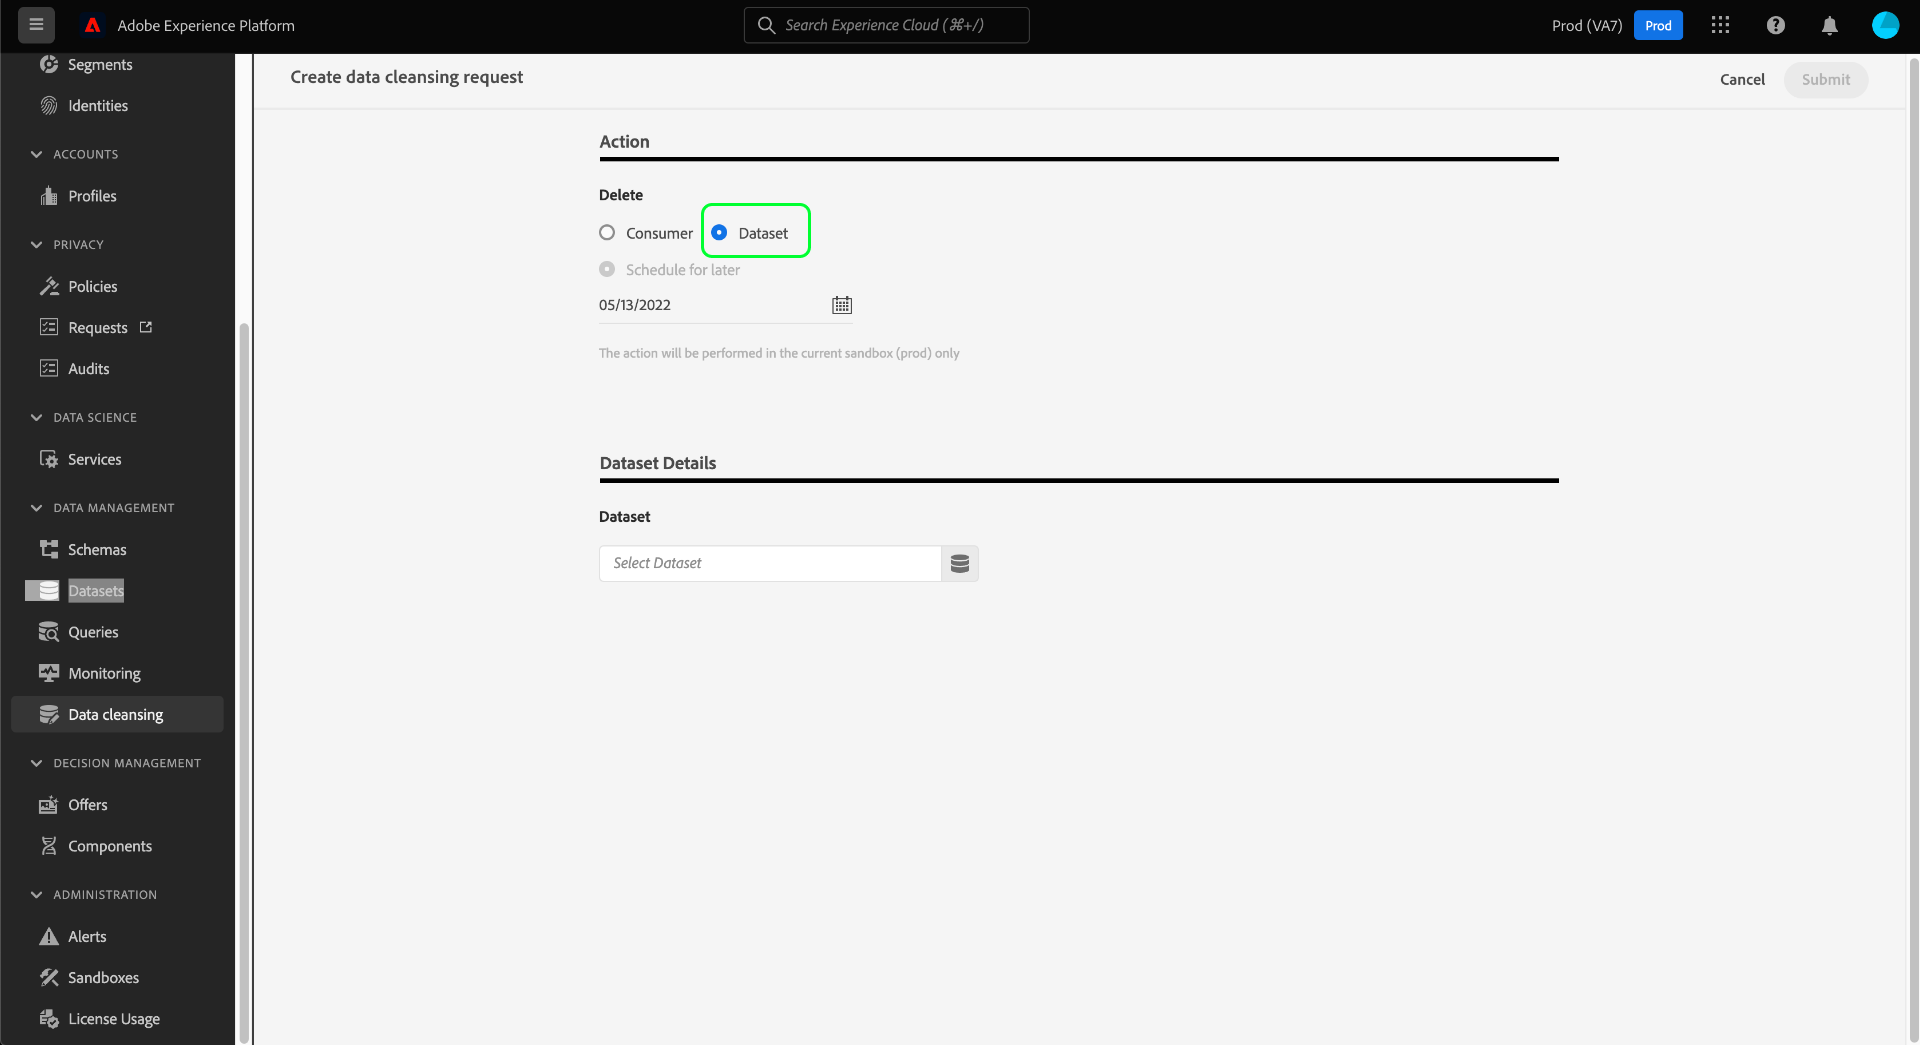 Adobe Experience Platform
Search Experience Cloud (⌘+/)
Prod (VA7)
Prod
Segments
Identities
ACCOUNTS
Profiles
PRIVACY
Policies
Requests
Audits
DATA SCIENCE
Services
DATA MANAGEMENT
Schemas
Datasets
Queries
Monitoring
Data cleansing
DECISION MANAGEMENT
Offers
Components
ADMINISTRATION
Alerts
Sandboxes
License Usage
Create data cleansing request
Cancel
Submit
Action
Delete
Consumer
Dataset
Schedule for later
05/13/2022
The action will be performed in the current sandbox (prod) only
Dataset Details
Dataset
Select Dataset